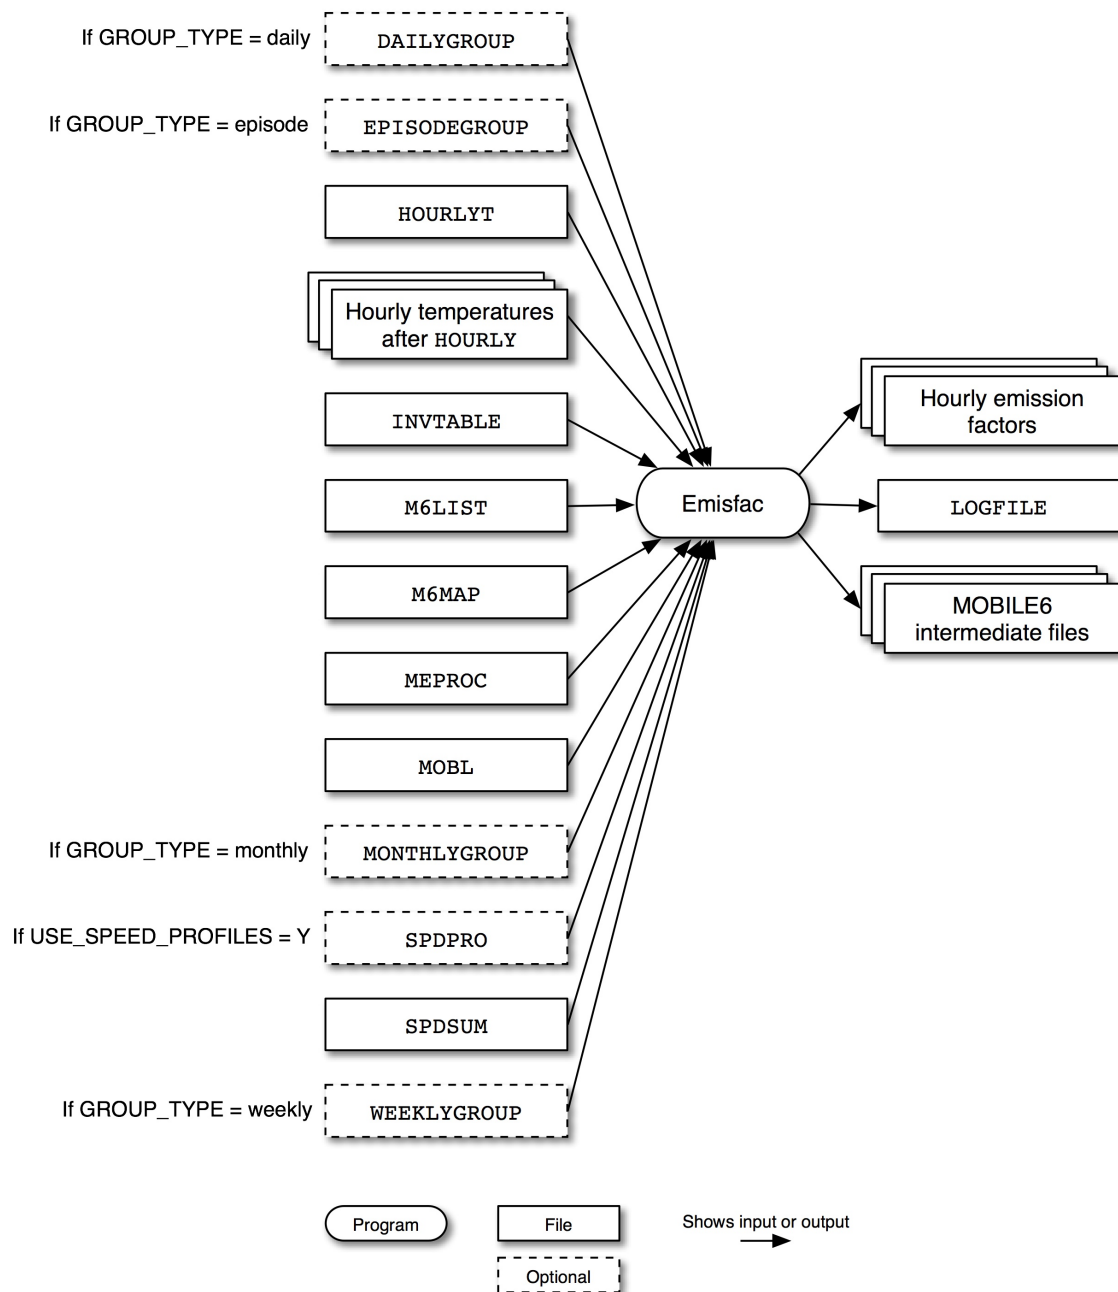 If GROUP_TYPE = daily
DAILYGROUP
If GROUP_TYPE = episode
EPISODEGROUP
HOURLYT
Hourly temperatures
after HOURLY
INVTABLE
M6LIST
M6MAP
MEPROC
MOBL
If GROUP_TYPE = monthly
MONTHLYGROUP
If USE_SPEED_PROFILES = Y
SPDPRO
SPDSUM
If GROUP_TYPE = weekly
WEEKLYGROUP
Emisfac
Hourly emission
factors
LOGFILE
MOBILE6
intermediate files
Program
File
Shows input or output
Optional